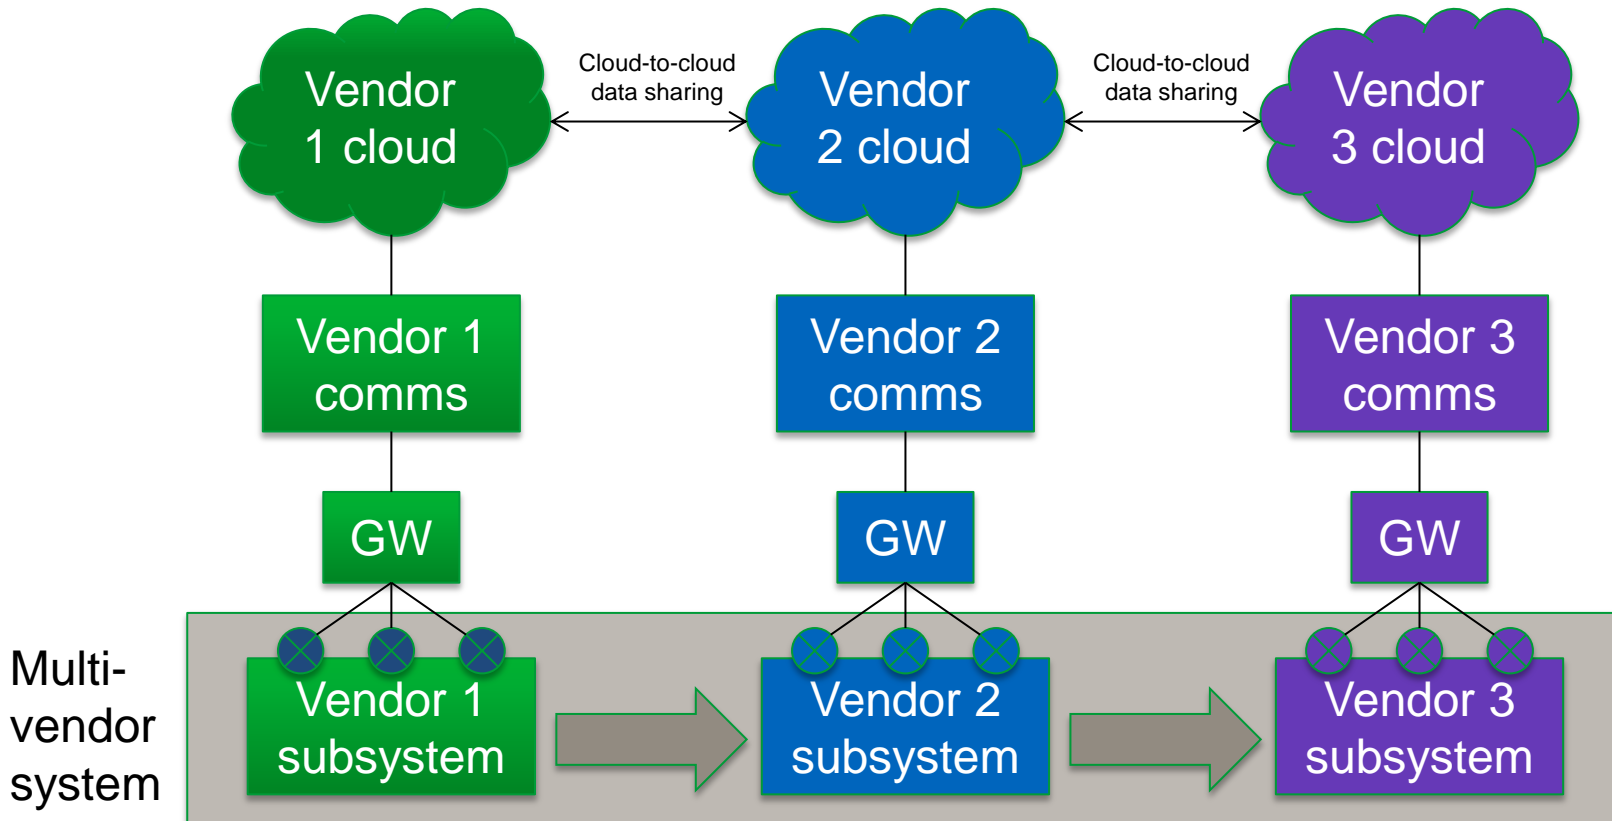 Vendor
1 cloud
Cloud-to-cloud
data sharing
Vendor
2 cloud
Cloud-to-cloud
data sharing
Vendor
3 cloud
Vendor 1
comms
Vendor 2
comms
Vendor 3
comms
GW
GW
GW
Multi-
vendor
system
Vendor 1
subsystem
Vendor 2
subsystem
Vendor 3
subsystem